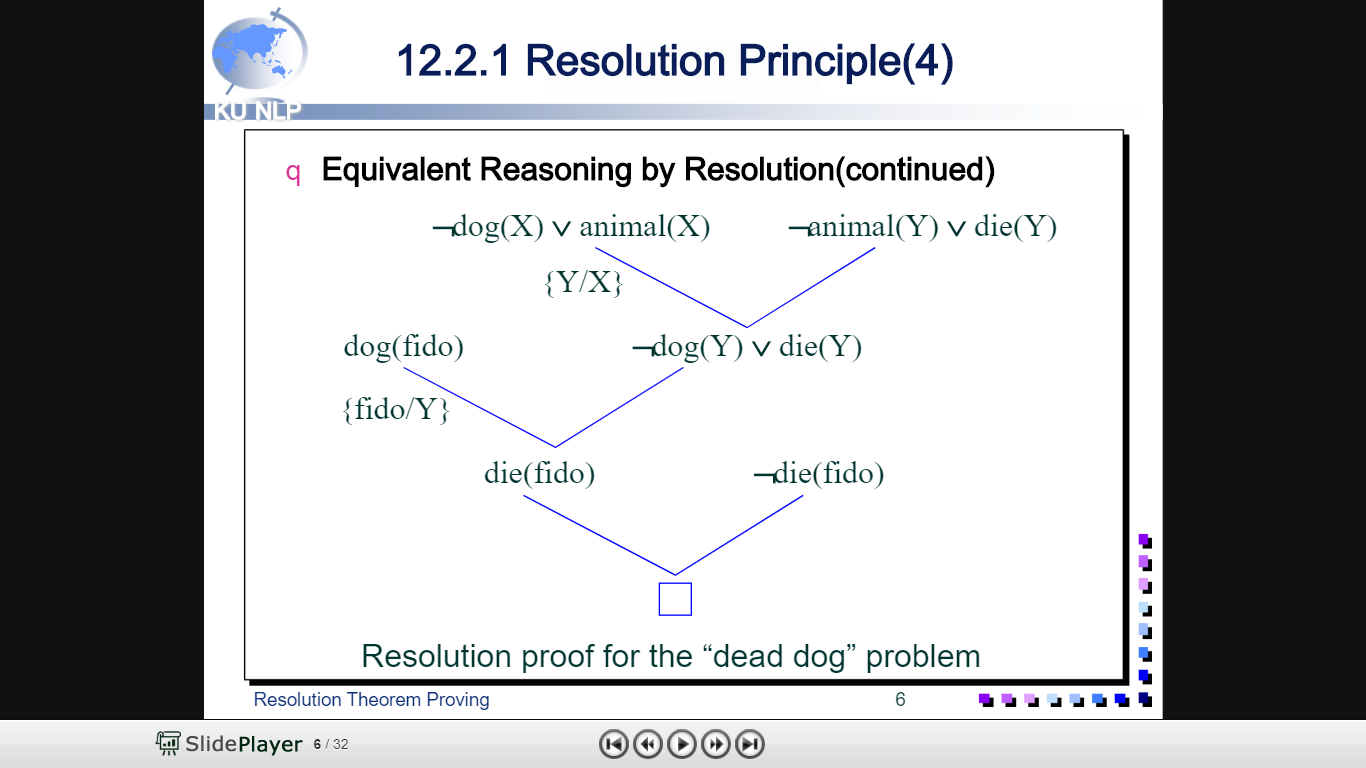 12.2.1 Resolution Principle(4)
KU NLP
q Equivalent Reasoning by Resolution(continued)
¬dog(X) ∨ animal(X) ¬animal(Y) ∨ die(Y)
{Y/X}
dog(fido) ¬dog(Y) ∨ die(Y)
{fido/Y}
die(fido) ¬die(fido)
Resolution proof for the “dead dog” problem
Resolution Theorem Proving 6
SlidePlayer 6 / 32